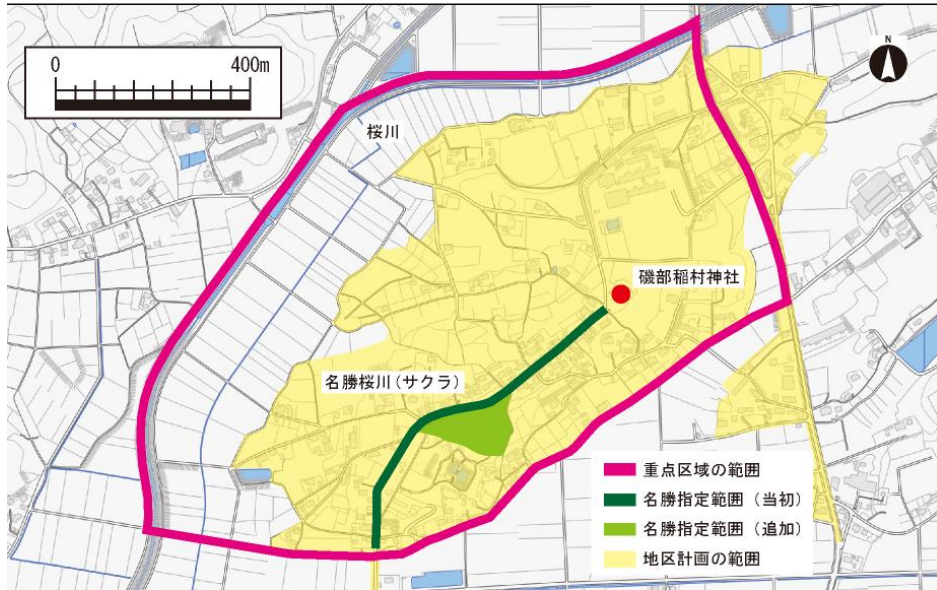 0 400m
N
桜川
磯部稲村神社
名勝桜川(サクラ)
重点区域の範囲
名勝指定範囲(当初)
名勝指定範囲(追加)
地区計画の範囲